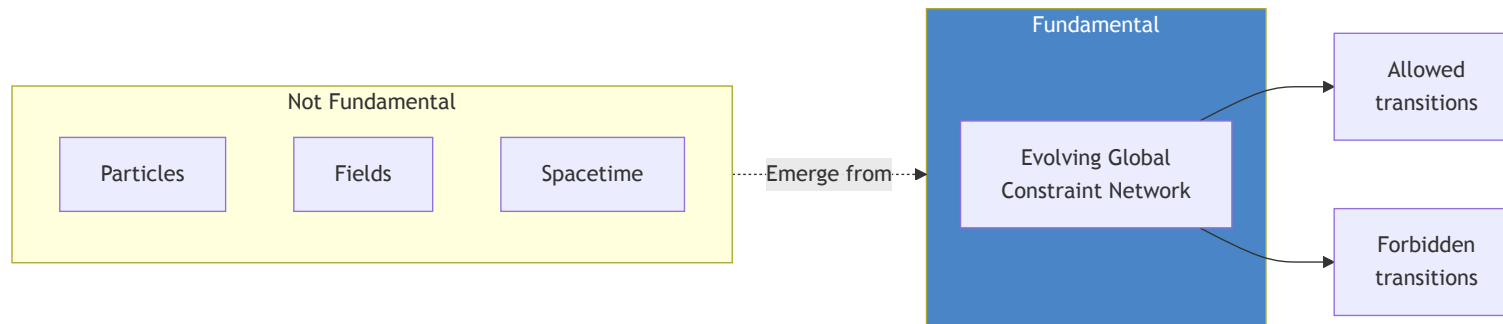 Not Fundamental
Particles
Fields
Spacetime
Emerge from
Fundamental
Evolving Global
Constraint Network
Allowed
transitions
Forbidden
transitions